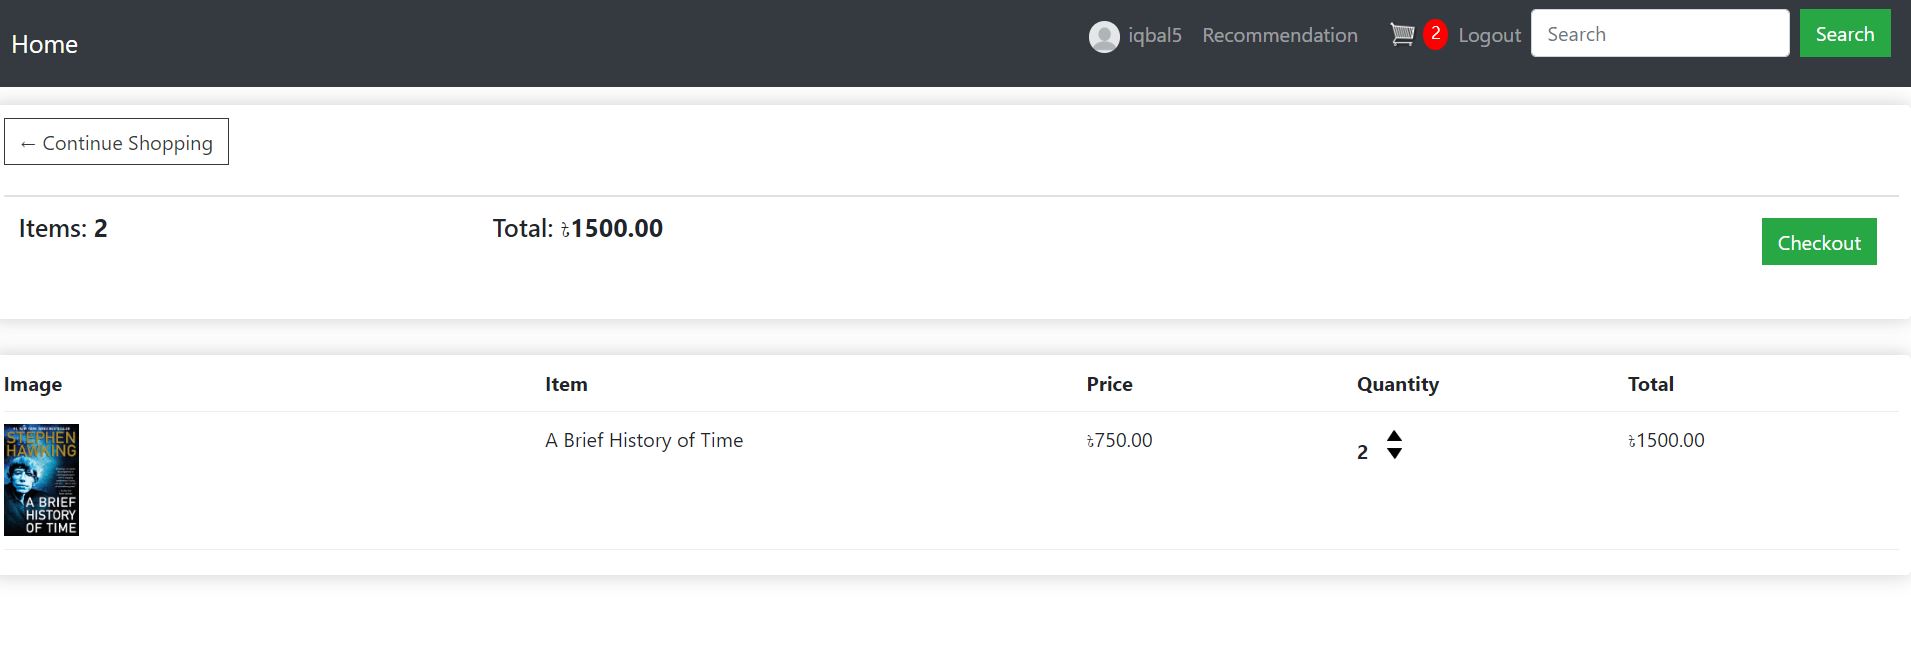 Home iqbal5 Recommendation 2 Logout Search Search
← Continue Shopping
Items: 2 Total: ৳1500.00 Checkout
Image Item Price Quantity Total
A Brief History of Time ৳750.00 2 ৳1500.00
STEPHEN
HAWKING
A BRIEF
HISTORY
OF TIME